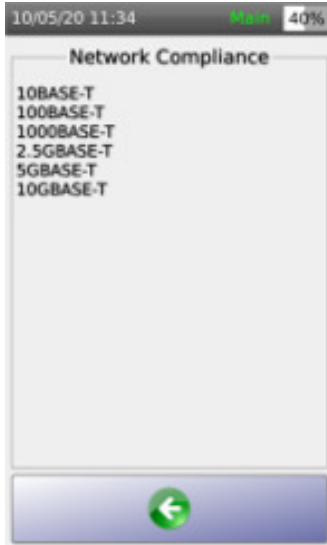 10/05/20 11:34 Main 40%
Network Compliance
10BASE-T
100BASE-T
1000BASE-T
2.5GBASE-T
5GBASE-T
10GBASE-T